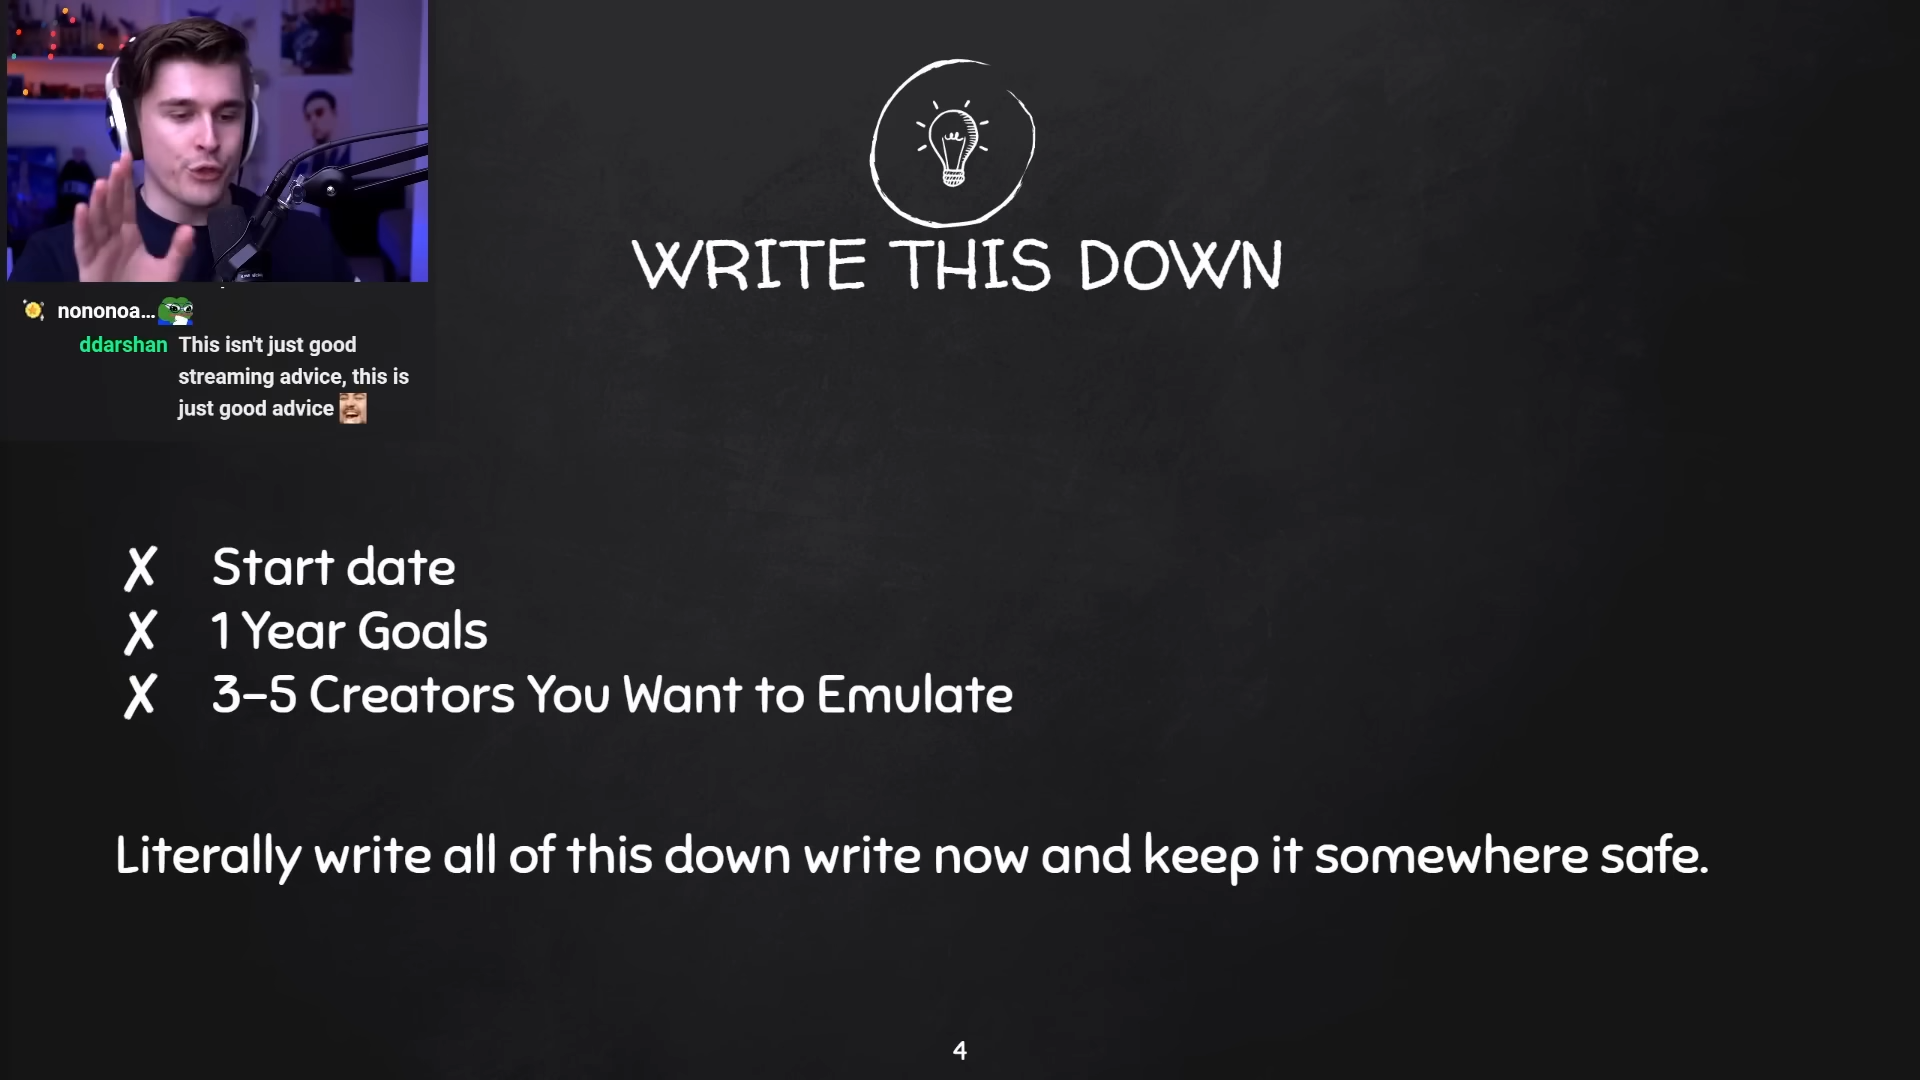 WRITE THIS DOWN
nononoa...
ddarshan This isn't just good
streaming advice, this is
just good advice
✗ Start date
✗ 1 Year Goals
✗ 3-5 Creators You Want to Emulate
Literally write all of this down write now and keep it somewhere safe.
4